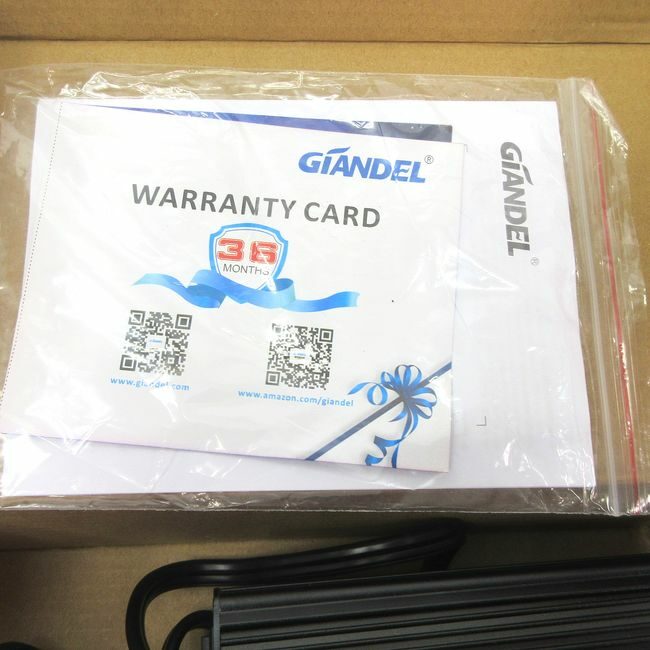 GIANDEL®
WARRANTY CARD
36
MONTHS
www.giandel.com
www.amazon.com/giandel
GIANDEL®